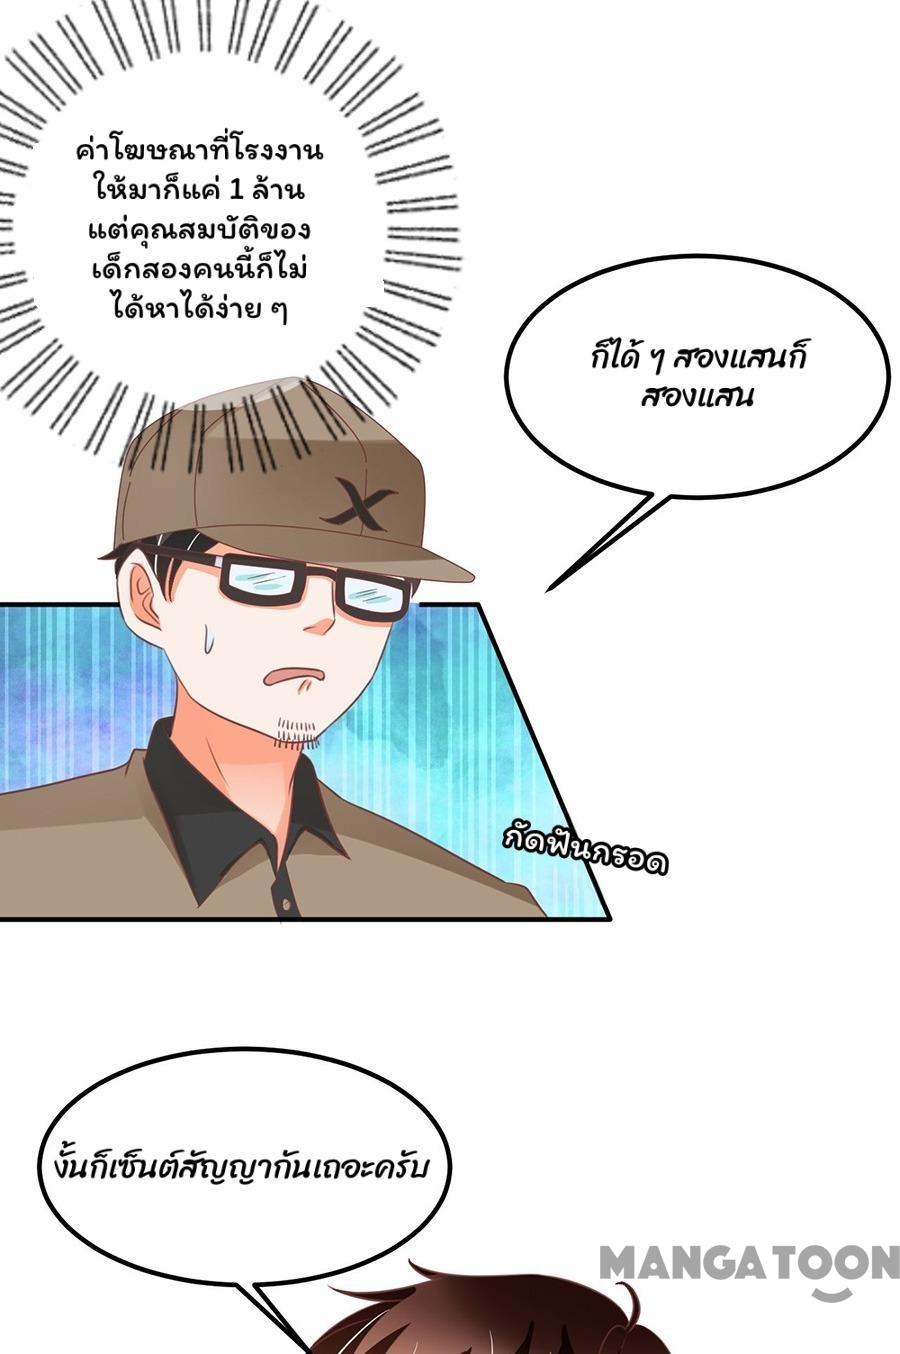 ค่าโฆษณาที่โรงงาน
ให้มาก็แค่ 1 ล้าน
แต่คุณสมบัติของ
เด็กสองคนนี้ก็ไม่
ได้หาได้ง่าย ๆ
ก็ได้ ๆ สองแสนก็
สองแสน
X
กัดฟันกรอด
งั้นก็เซ็นต์สัญญากันเถอะครับ
MANGATOON